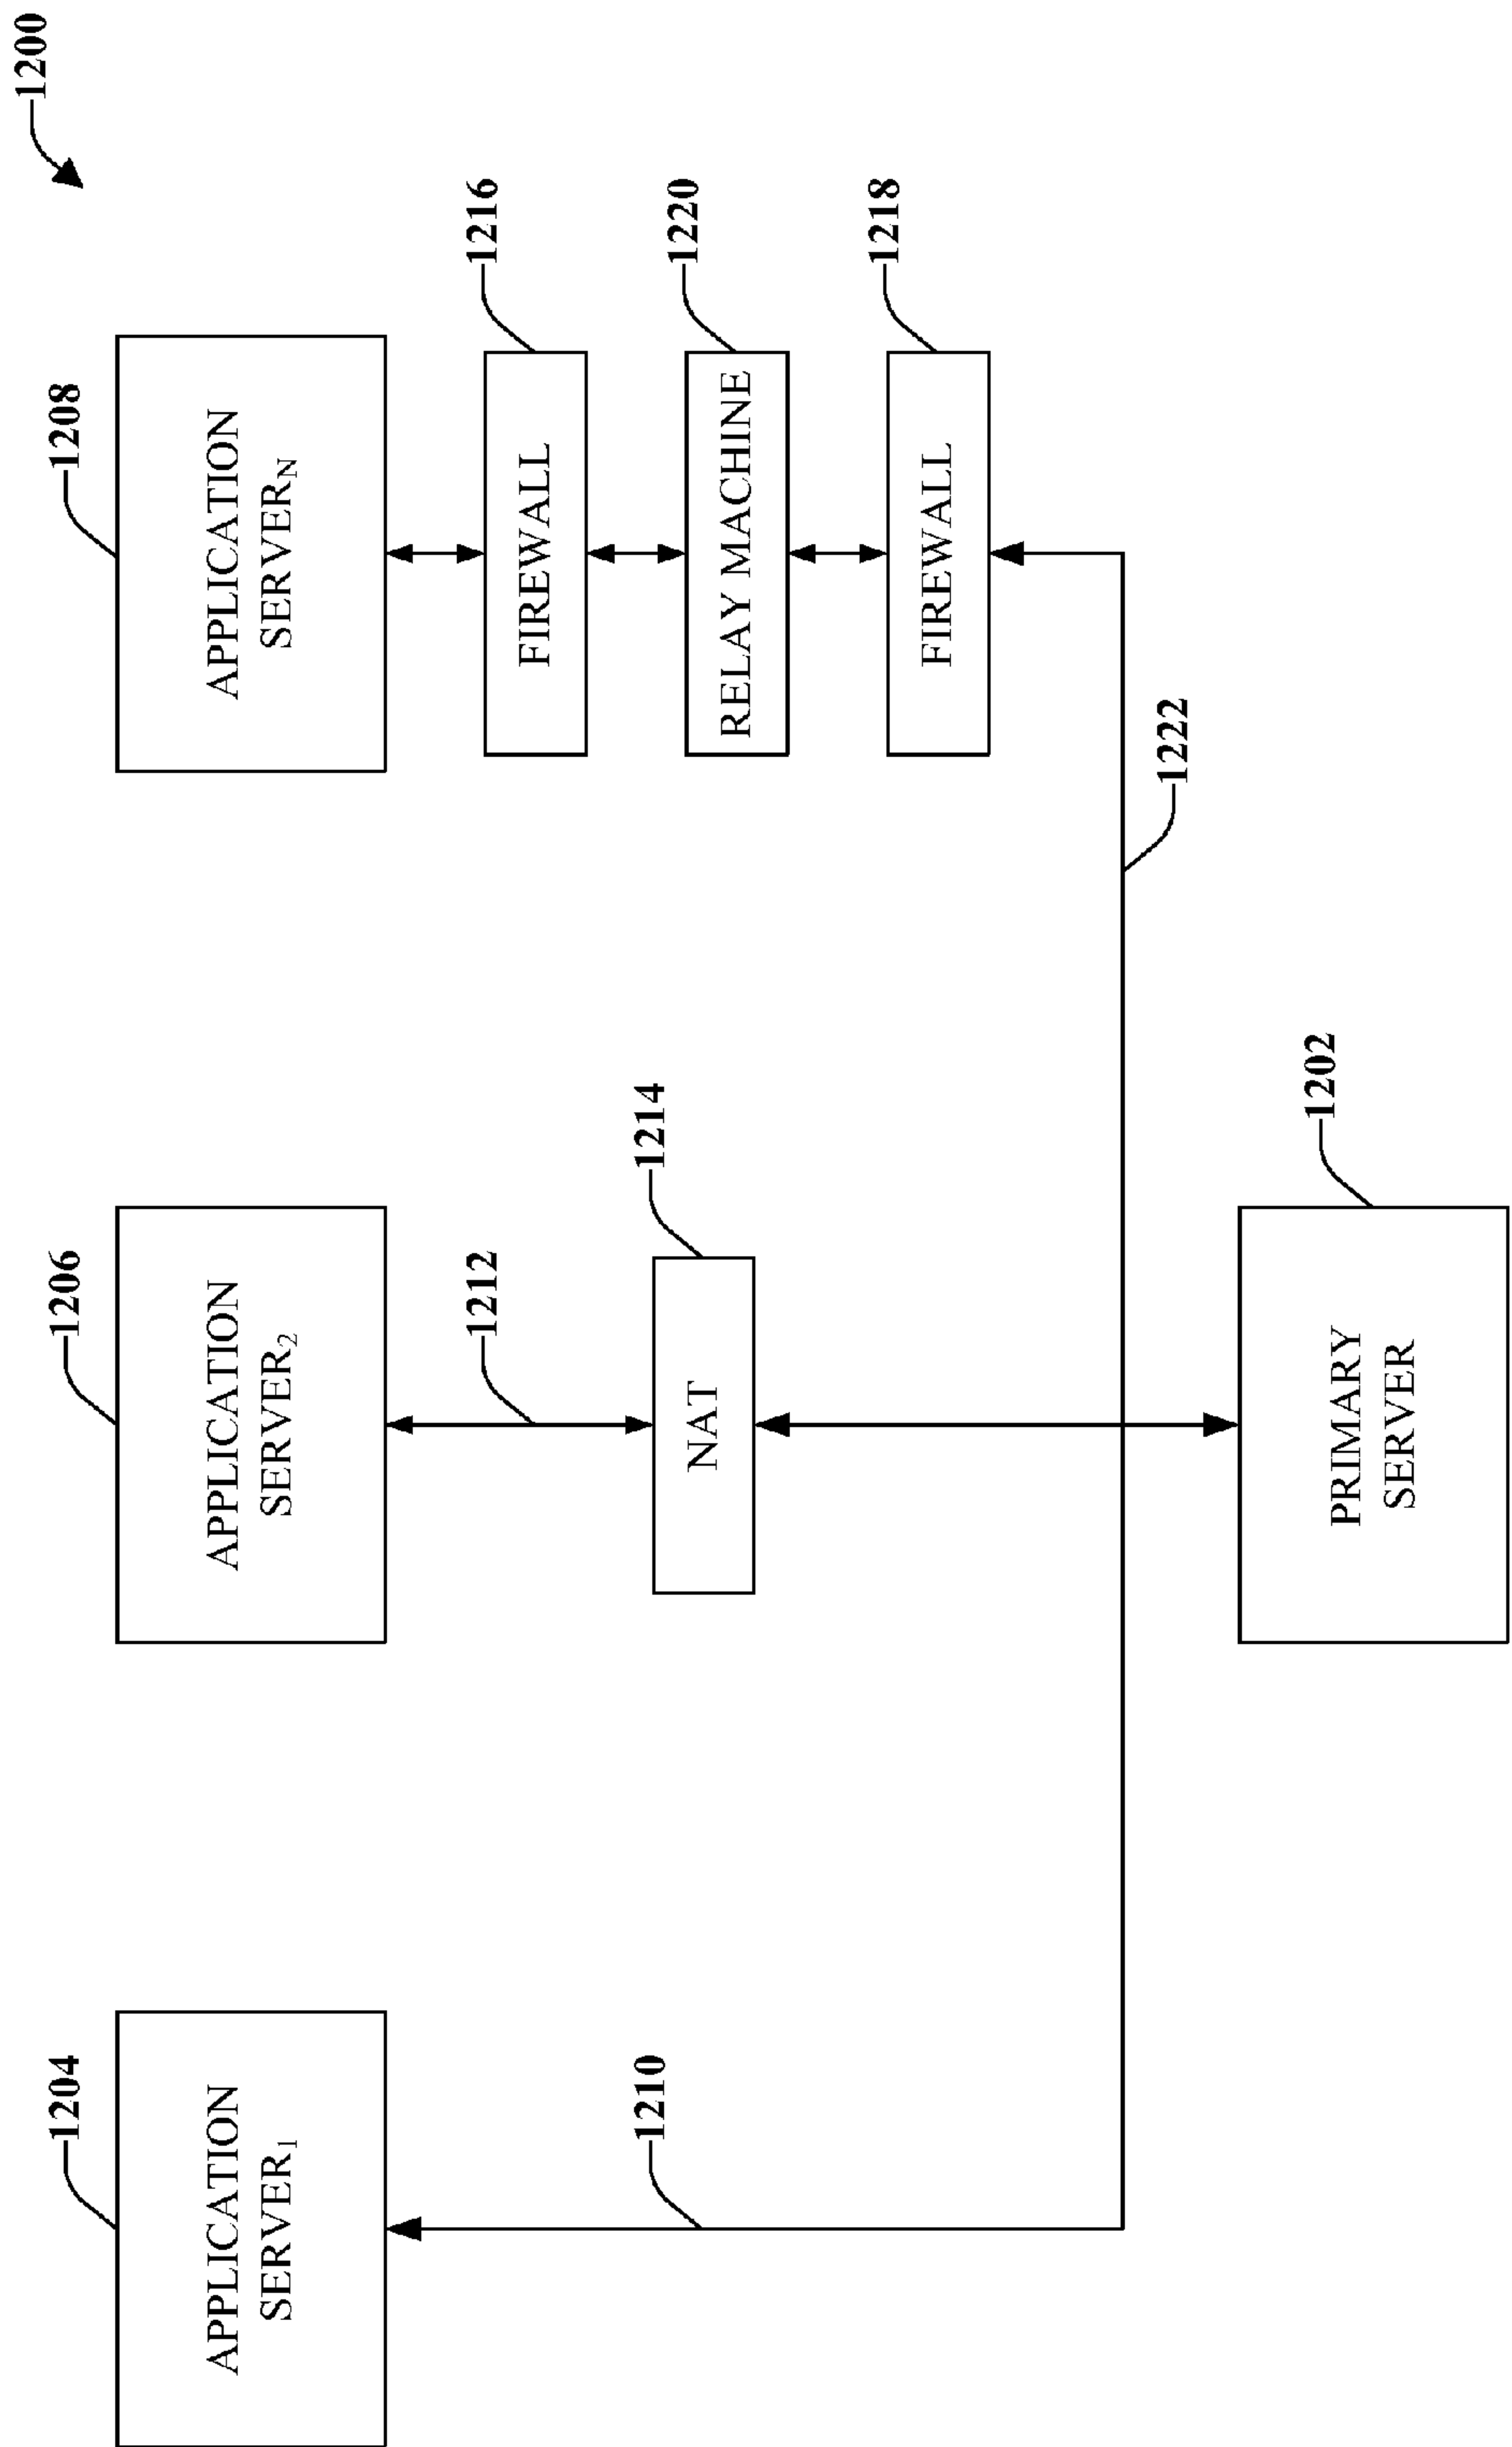 1200
1204
1206
1208
APPLICATION
SERVER₁
APPLICATION
SERVER₂
APPLICATION
SERVER_N
1212
1216
FIREWALL
1210
1214
1220
NAT
RELAY MACHINE
1218
FIREWALL
1222
1202
PRIMARY
SERVER